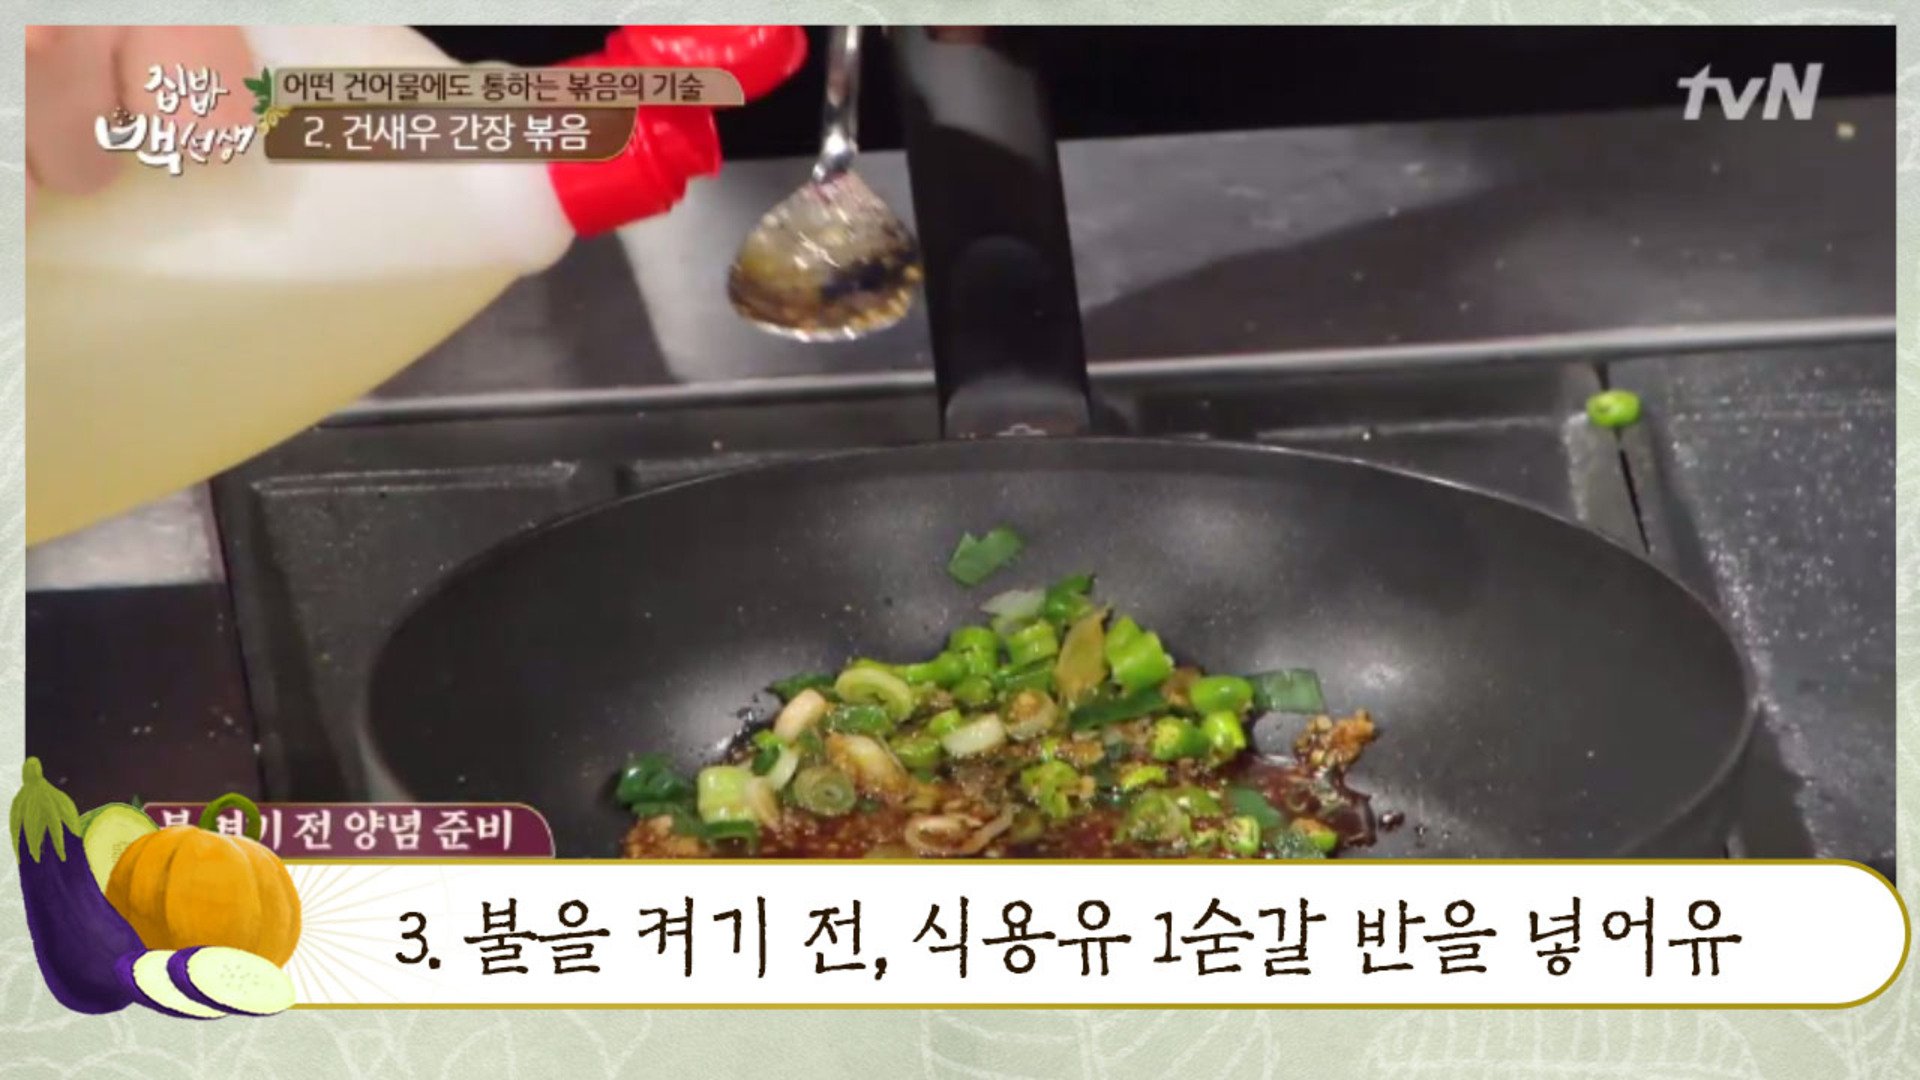 집밥
백선생
어떤 건어물에도 통하는 볶음의 기술
2. 건새우 간장 볶음
tvN
전 양념 준비
3. 불을 켜기 전, 식용유 1숟갈 반을 넣어유